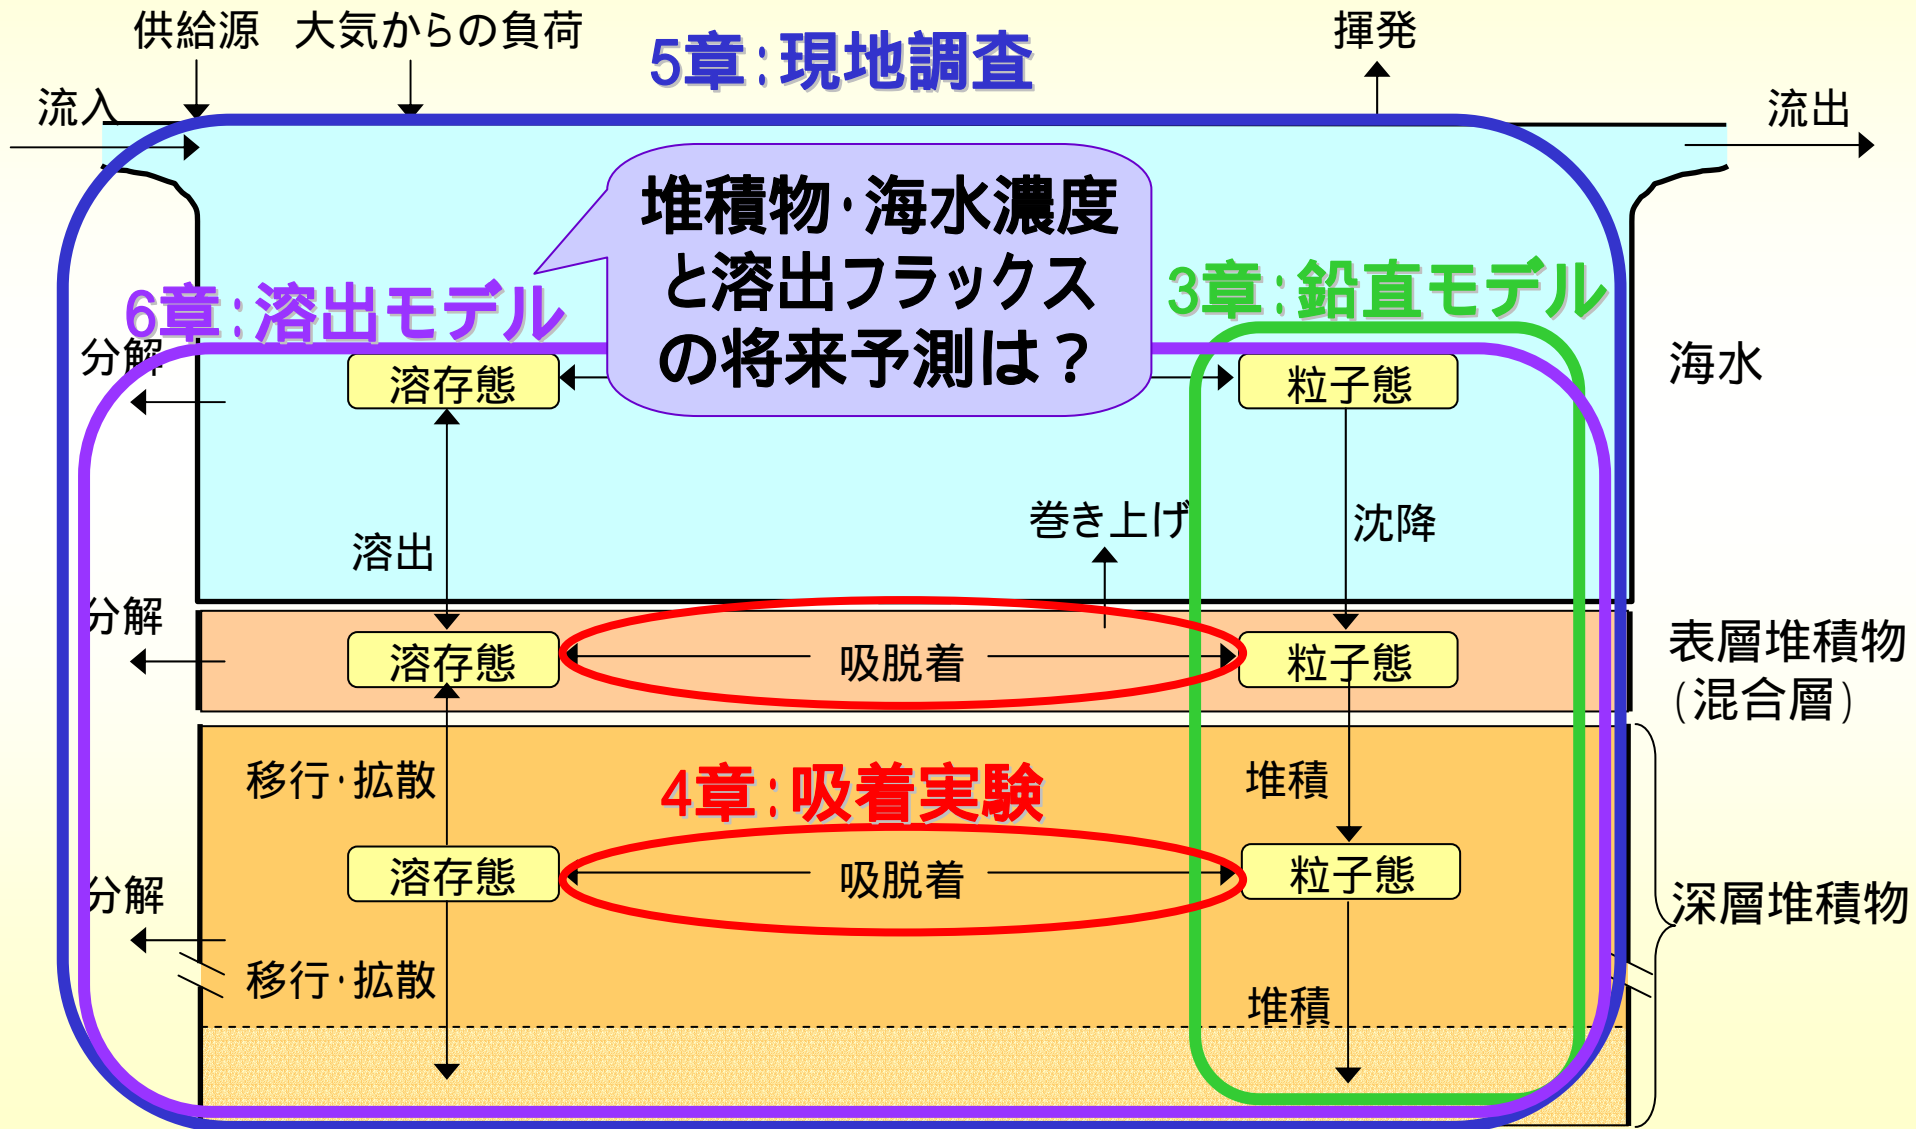 供給源
大気からの負荷
5章:現地調査
揮発
流入
流出
堆積物・海水濃度
と溶出フラックス
の将来予測は?
6章:溶出モデル
3章:鉛直モデル
分解
溶存態
粒子態
海水
巻き上げ
沈降
溶出
分解
溶存態
吸脱着
粒子態
表層堆積物
(混合層)
移行・拡散
4章:吸着実験
堆積
分解
溶存態
吸脱着
粒子態
深層堆積物
移行・拡散
堆積